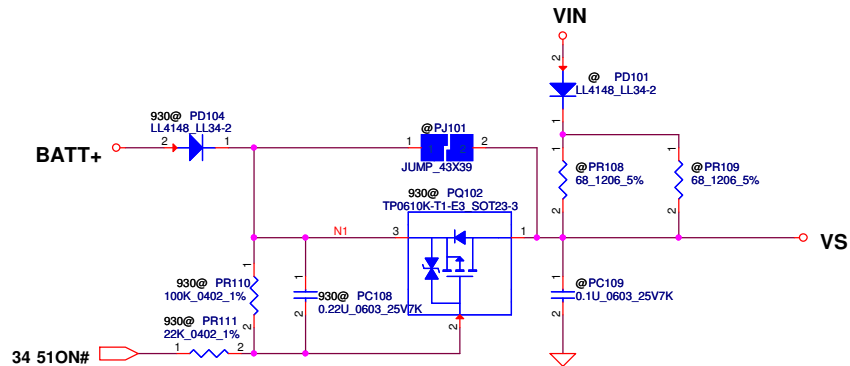 VIN
2
@ PD101
LL4148_LL34-2
1
930@ PD104
LL4148_LL34-2
BATT+
2
1
@PJ101
1
1 2
2
JUMP_43X39
1
@PR108
68_1206_5%
2
1
@PR109
68_1206_5%
2
930@ PQ102
TP0610K-T1-E3_SOT23-3
N1
3
1
VS
2
1
930@
PR110
100K_0402_1%
2
1
930@ PC108
0.22U_0603_25V7K
2
1
@PC109
0.1U_0603_25V7K
2
930@
PR111
22K_0402_1%
34 51ON#
1
2